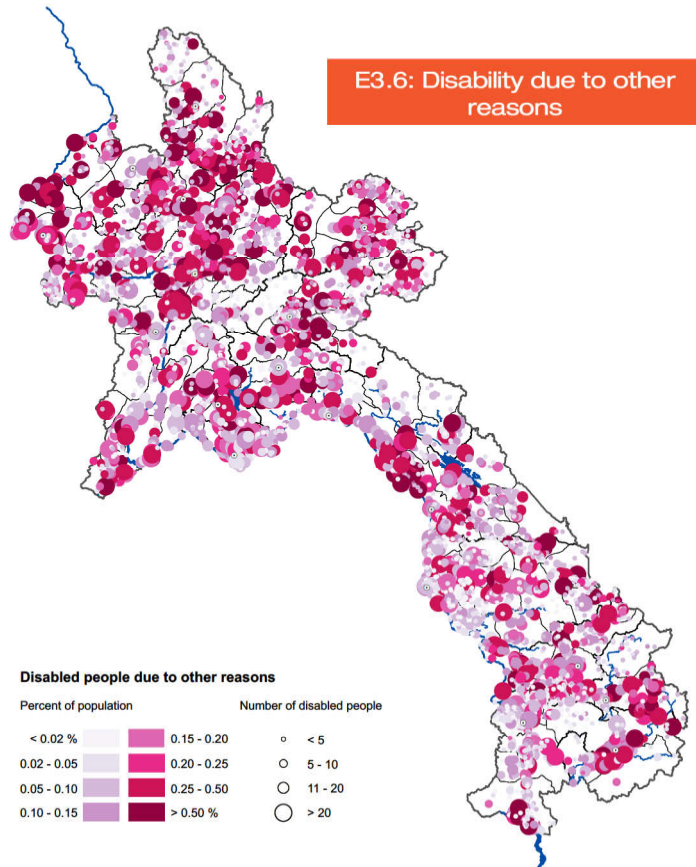 E3.6: Disability due to other
reasons
Disabled people due to other reasons
Percent of population
Number of disabled people
< 0.02 %
0.15 - 0.20
< 5
0.02 - 0.05
0.20 - 0.25
5 - 10
0.05 - 0.10
0.25 - 0.50
11 - 20
0.10 - 0.15
> 0.50 %
> 20